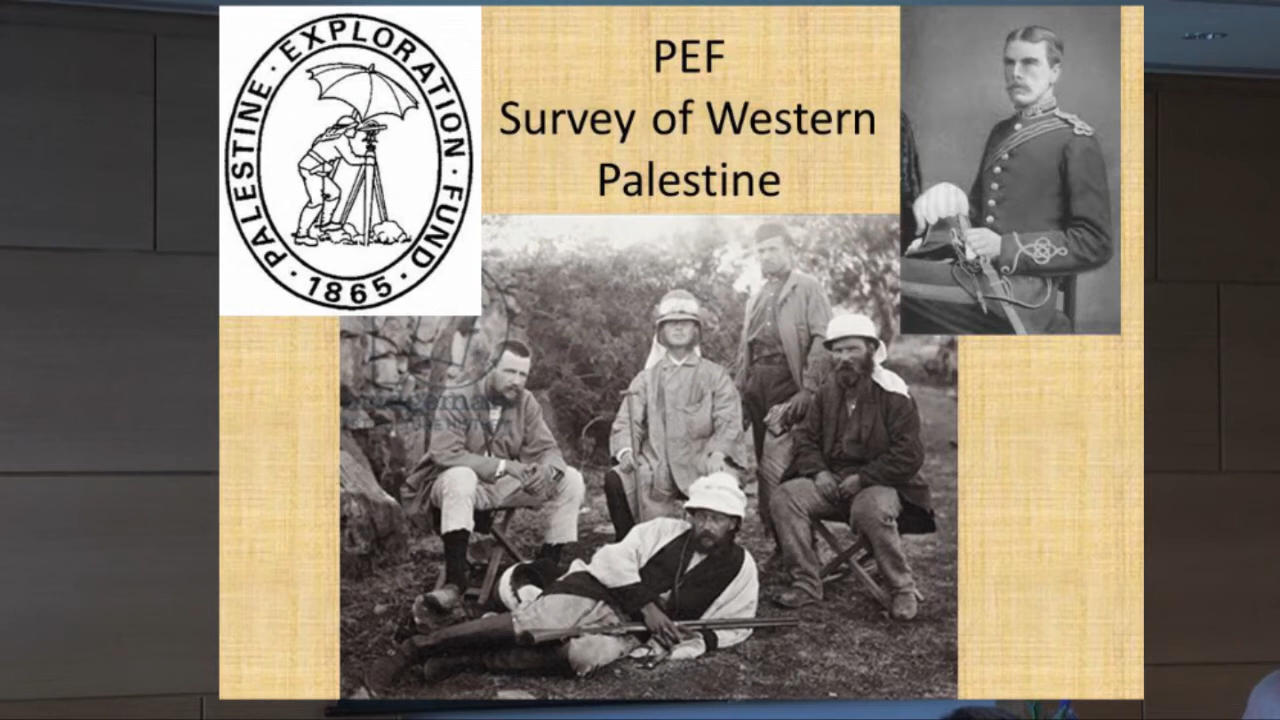 PALESTINE · EXPLORATION · FUND ·
· 1865 ·
PEF
Survey of Western
Palestine